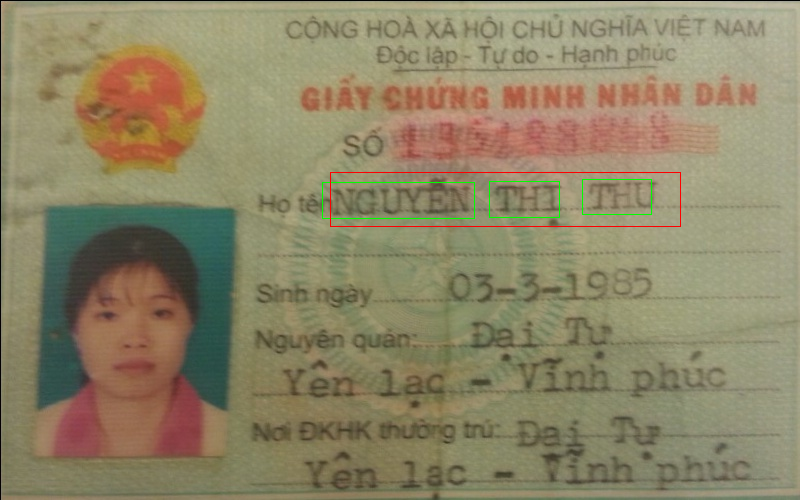 CỘNG HOÀ XÃ HỘI CHỦ NGHĨA VIỆT NAM
Độc lập - Tự do - Hạnh phúc
GIẤY CHỨNG MINH NHÂN DÂN
SỐ
Họ tên NGUYỄN THỊ THU
Sinh ngày 03-3-1985
Nguyên quán: Đại Tự
Yên lạc - Vĩnh phúc
Nơi ĐKHK thường trú: Đại Tự
Yên lạc - Vĩnh phúc